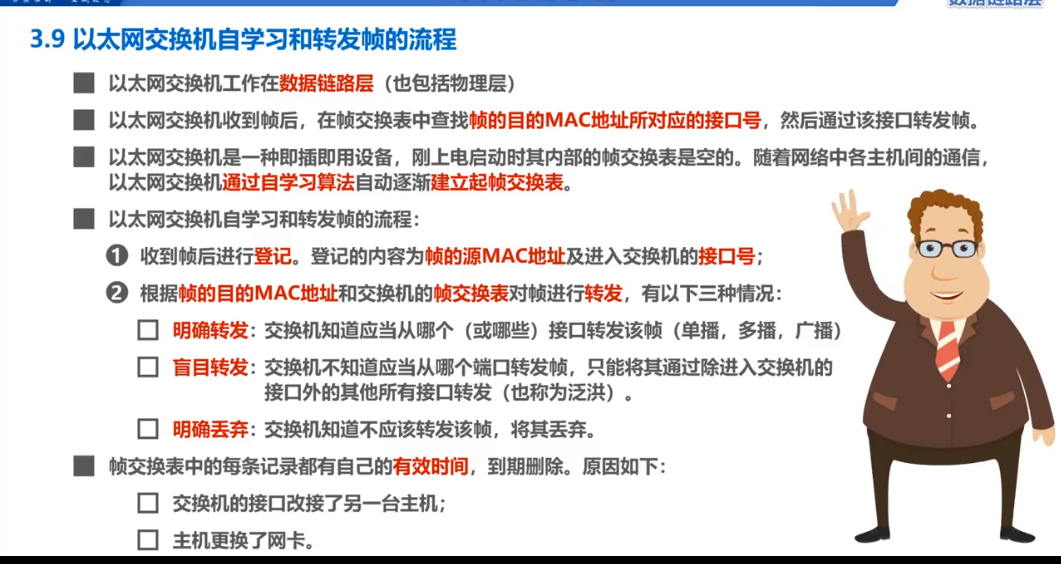 数据链路层
3.9 以太网交换机自学习和转发帧的流程
以太网交换机工作在数据链路层（也包括物理层）
以太网交换机收到帧后，在帧交换表中查找帧的目的MAC地址所对应的接口号，然后通过该接口转发帧。
以太网交换机是一种即插即用设备，刚上电启动时其内部的帧交换表是空的。随着网络中各主机间的通信，
以太网交换机通过自学习算法自动逐渐建立起帧交换表。
以太网交换机自学习和转发帧的流程：
❶ 收到帧后进行登记。登记的内容为帧的源MAC地址及进入交换机的接口号；
❷ 根据帧的目的MAC地址和交换机的帧交换表对帧进行转发，有以下三种情况：
明确转发：交换机知道应当从哪个（或哪些）接口转发该帧（单播，多播，广播）
盲目转发：交换机不知道应当从哪个端口转发帧，只能将其通过除进入交换机的
接口外的其他所有接口转发（也称为泛洪）。
明确丢弃：交换机知道不应该转发该帧，将其丢弃。
帧交换表中的每条记录都有自己的有效时间，到期删除。原因如下：
交换机的接口改接了另一台主机；
主机更换了网卡。